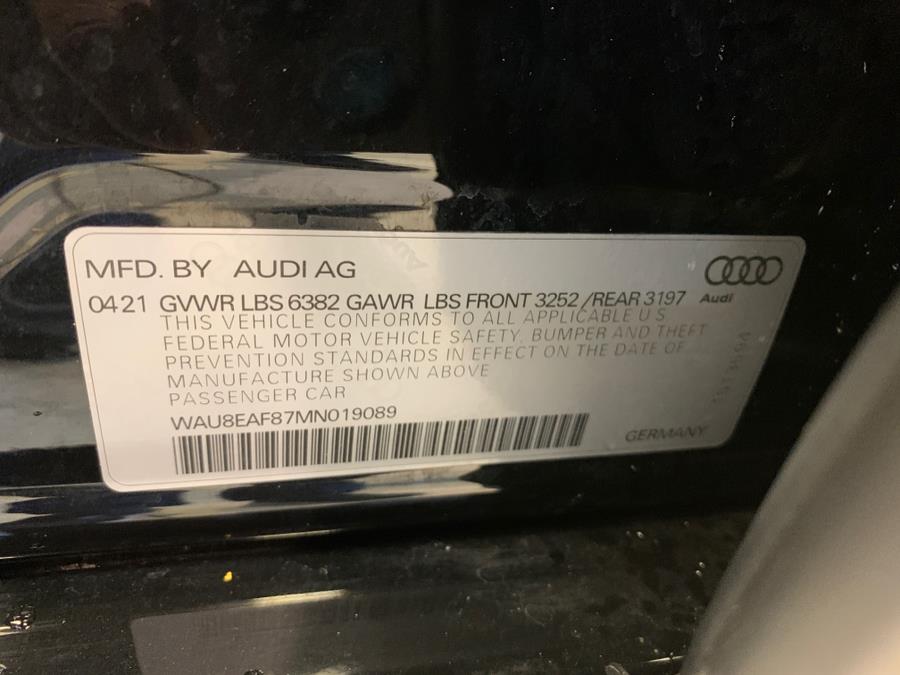 MFD. BY AUDI AG
Audi
0421 GVWR LBS 6382 GAWR LBS FRONT 3252 /REAR 3197
THIS VEHICLE CONFORMS TO ALL APPLICABLE U S
FEDERAL MOTOR VEHICLE SAFETY, BUMPER AND THEFT
PREVENTION STANDARDS IN EFFECT ON THE DATE OF
MANUFACTURE SHOWN ABOVE
PASSENGER CAR
WAU8EAF87MN019089
GERMANY